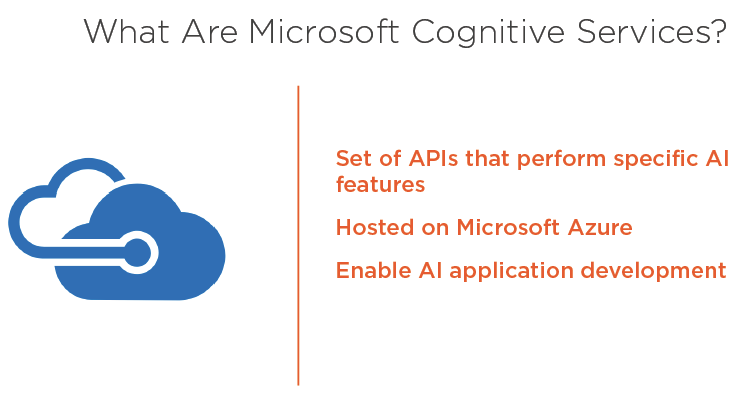 What Are Microsoft Cognitive Services?
Set of APIs that perform specific AI
features
Hosted on Microsoft Azure
Enable AI application development